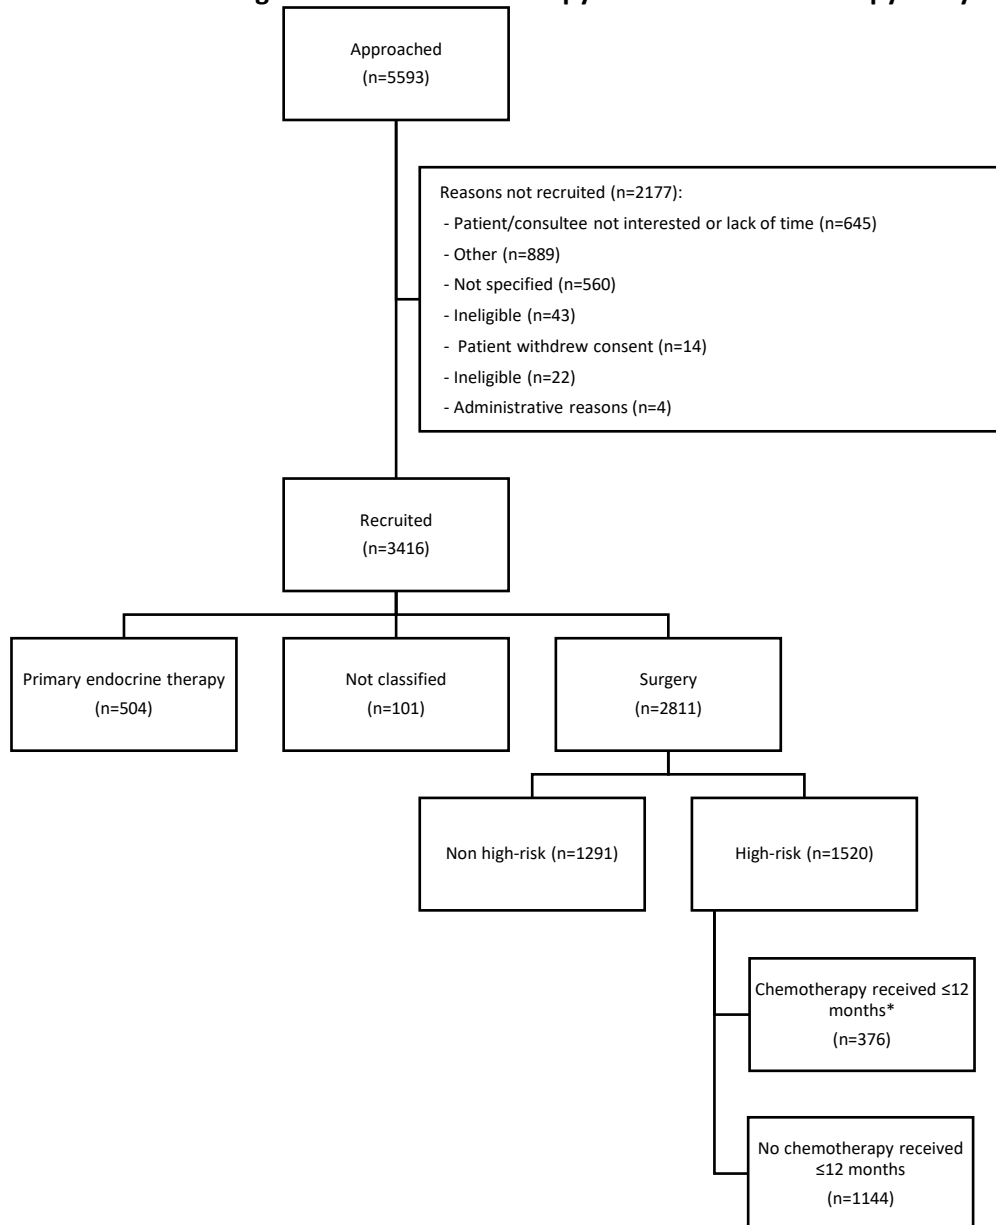 Approached
(n=5593)
Reasons not recruited (n=2177):
- Patient/consultee not interested or lack of time (n=645)
- Other (n=889)
- Not specified (n=560)
- Ineligible (n=43)
- Patient withdrew consent (n=14)
- Ineligible (n=22)
- Administrative reasons (n=4)
Recruited
(n=3416)
Primary endocrine therapy
(n=504)
Not classified
(n=101)
Surgery
(n=2811)
Non high-risk (n=1291)
High-risk (n=1520)
Chemotherapy received ≤12
months*
(n=376)
No chemotherapy received
≤12 months
(n=1144)